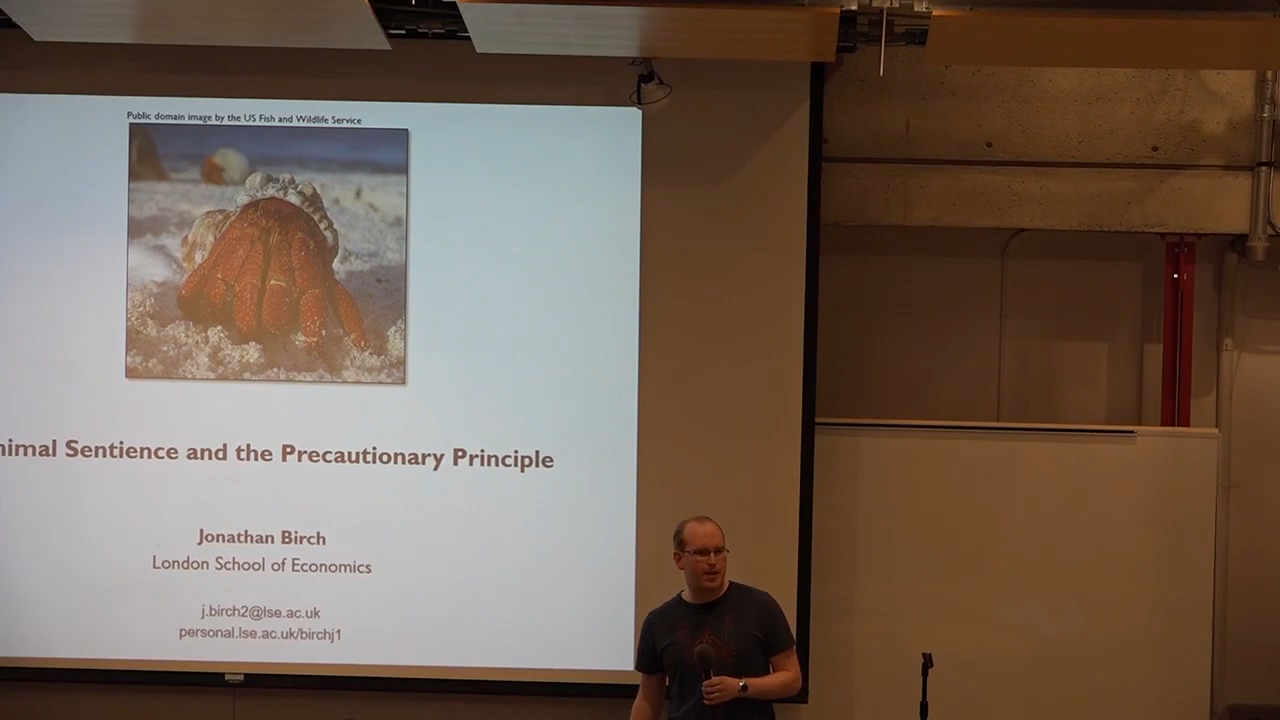 Public domain image by the US Fish and Wildlife Service
nimal Sentience and the Precautionary Principle
Jonathan Birch
London School of Economics
j.birch2@lse.ac.uk
personal.lse.ac.uk/birchj1